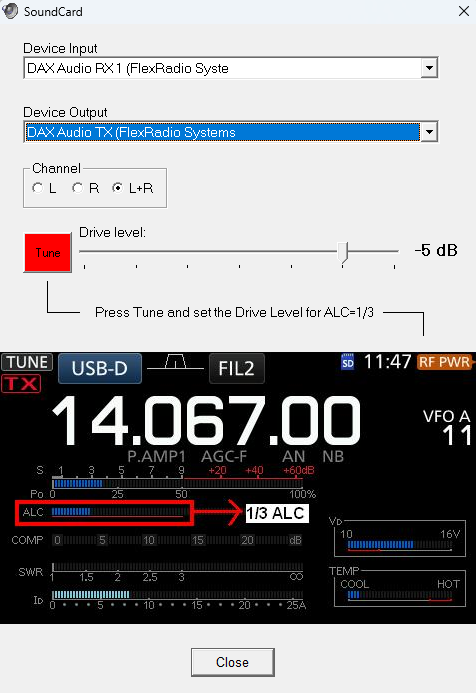 SoundCard
Device Input
DAX Audio RX 1 (FlexRadio Syste
Device Output
DAX Audio TX (FlexRadio Systems
Channel
L R L+R
Drive level:
Tune
-5 dB
Press Tune and set the Drive Level for ALC=1/3
TUNE USB-D FIL2 SD 11:47 RF PWR
TX
14.067.00
VFO A
11
P.AMP1 AGC-F AN NB
S 1 3 5 7 9 +20 +40 +60dB
Po 0 25 50 100%
ALC 1/3 ALC
COMP 0 5 10 15 20 dB
VD
10 16V
SWR 1 1.5 2 2.5 3 ∞
TEMP
COOL HOT
ID 0 5 10 15 20 25A
Close